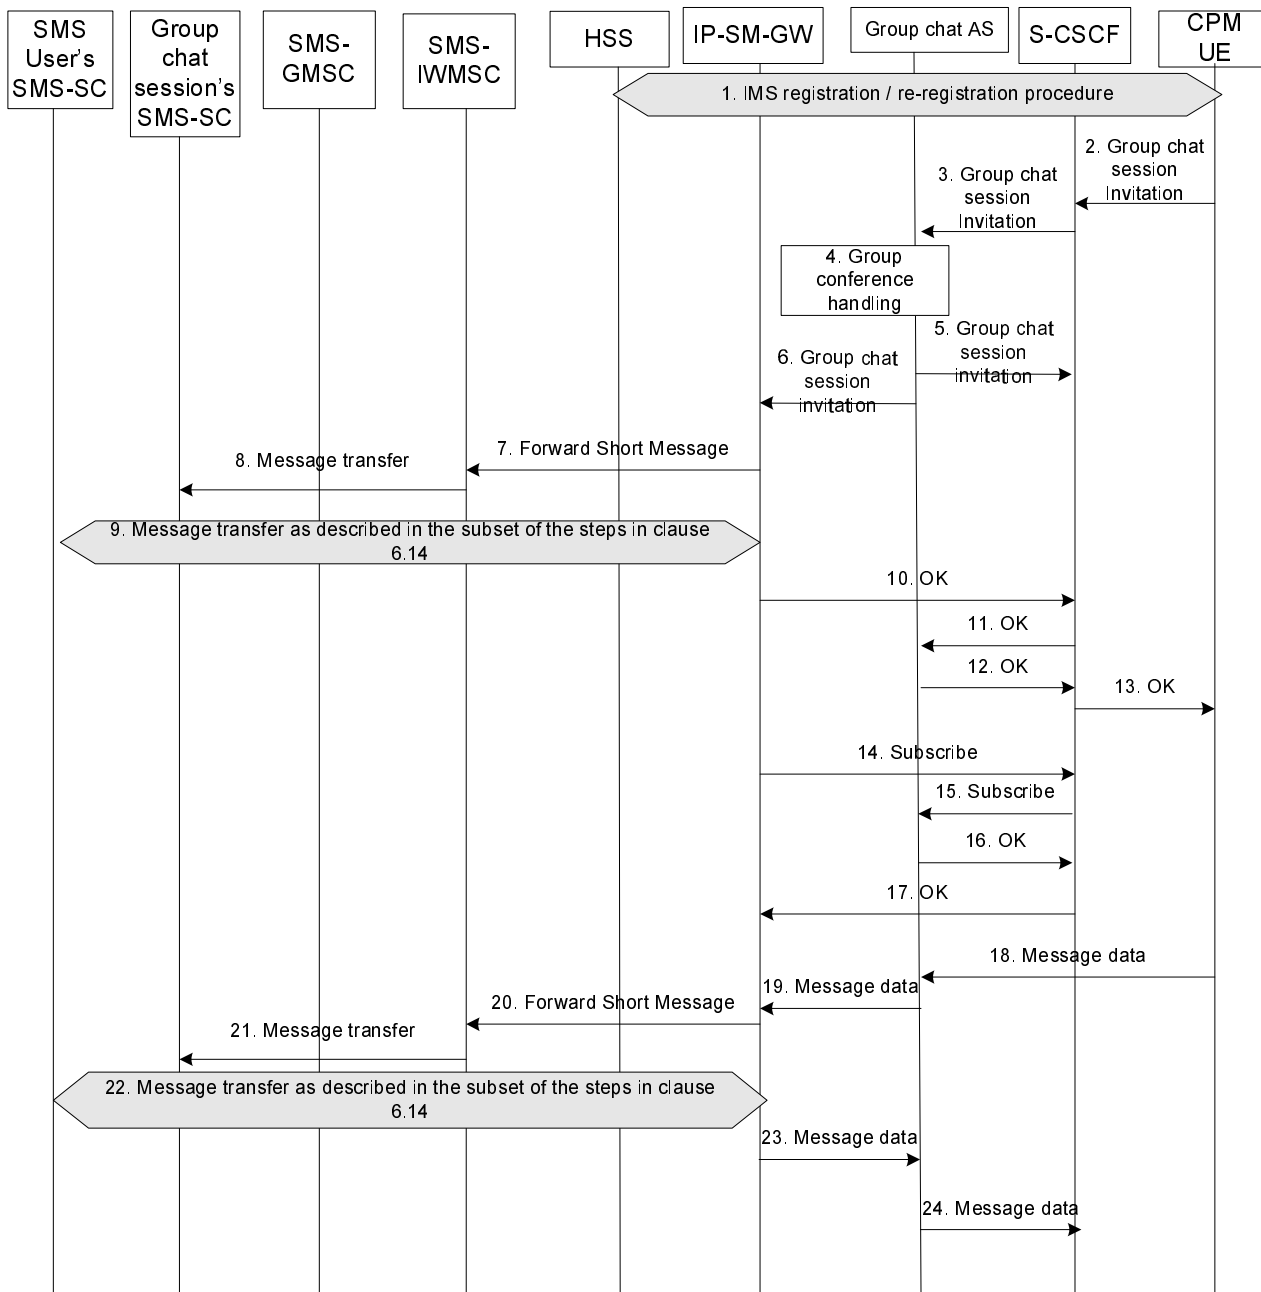 SMS
User's
SMS-SC
Group
chat
session's
SMS-SC
SMS-
GMSC
SMS-
IWMSC
HSS
IP-SM-GW
Group chat AS
S-CSCF
CPM
UE
1. IMS registration / re-registration procedure
2. Group chat
session
Invitation
3. Group chat
session
Invitation
4. Group
conference
handling
5. Group chat
session
invitation
6. Group chat
session
invitation
7. Forward Short Message
8. Message transfer
9. Message transfer as described in the subset of the steps in clause
6.14
10. OK
11. OK
12. OK
13. OK
14. Subscribe
15. Subscribe
16. OK
17. OK
18. Message data
19. Message data
20. Forward Short Message
21. Message transfer
22. Message transfer as described in the subset of the steps in clause
6.14
23. Message data
24. Message data